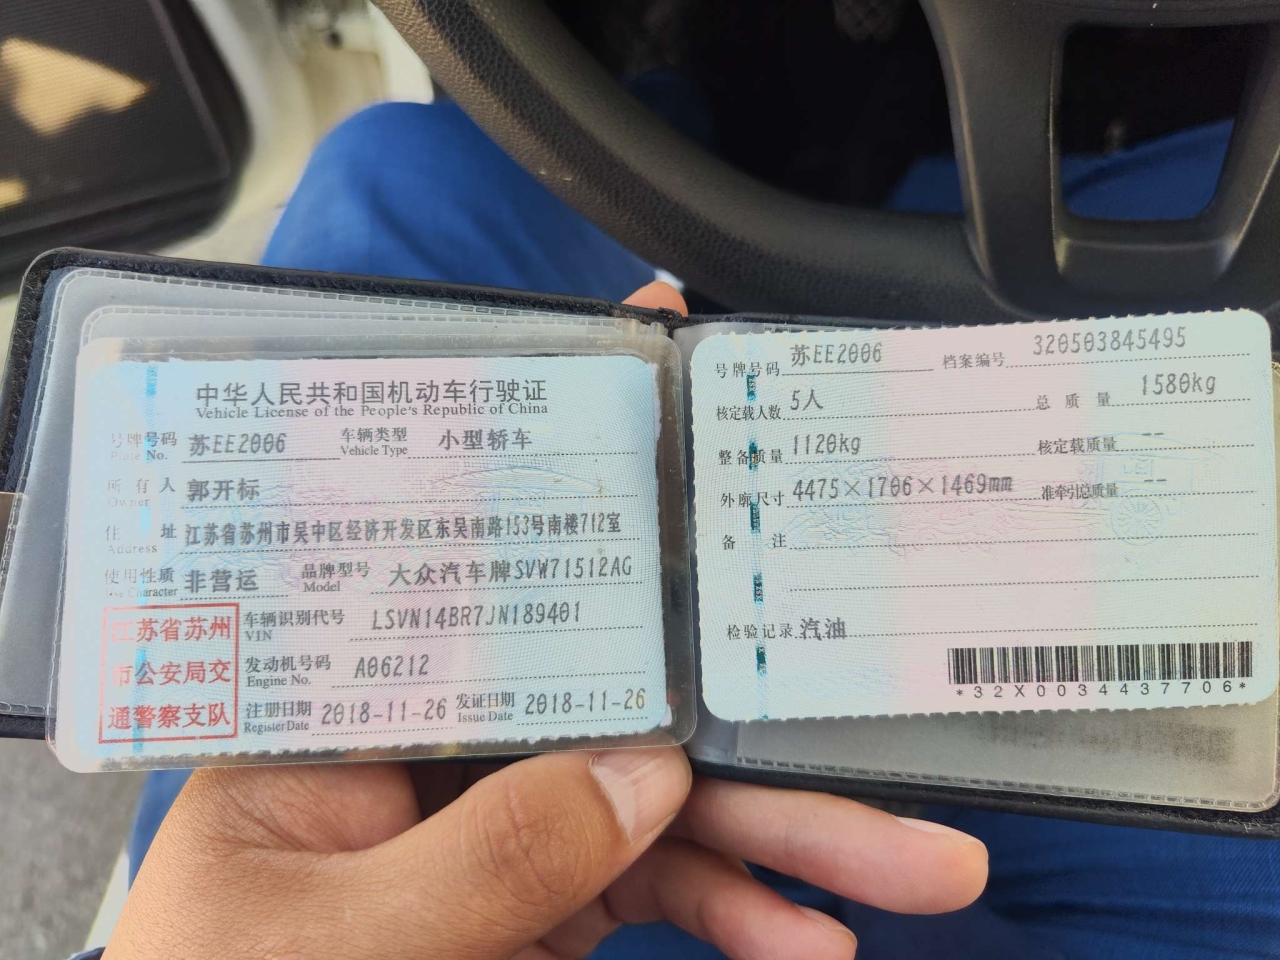 中华人民共和国机动车行驶证
Vehicle License of the People's Republic of China
号牌号码 苏EE2006 车辆类型 小型轿车
Plate No. Vehicle Type
所有人 郭开标
Owner
住址 江苏省苏州市吴中区经济开发区东吴南路153号南楼712室
Address
使用性质 非营运 品牌型号 大众汽车牌SVW71512AG
Use Character Model
江苏省苏州
市公安局交
通警察支队
车辆识别代号 LSVN14BR7JN189401
VIN
发动机号码 A06212
Engine No.
注册日期 2018-11-26 发证日期 2018-11-26
Register Date Issue Date
号牌号码 苏EE2006 档案编号 320503845495
核定载人数 5人 总质量 1580kg
整备质量 1120kg 核定载质量 --
外廓尺寸 4475×1706×1469mm 准牵引总质量 --
备注
检验记录 汽油
*32X0034437706*